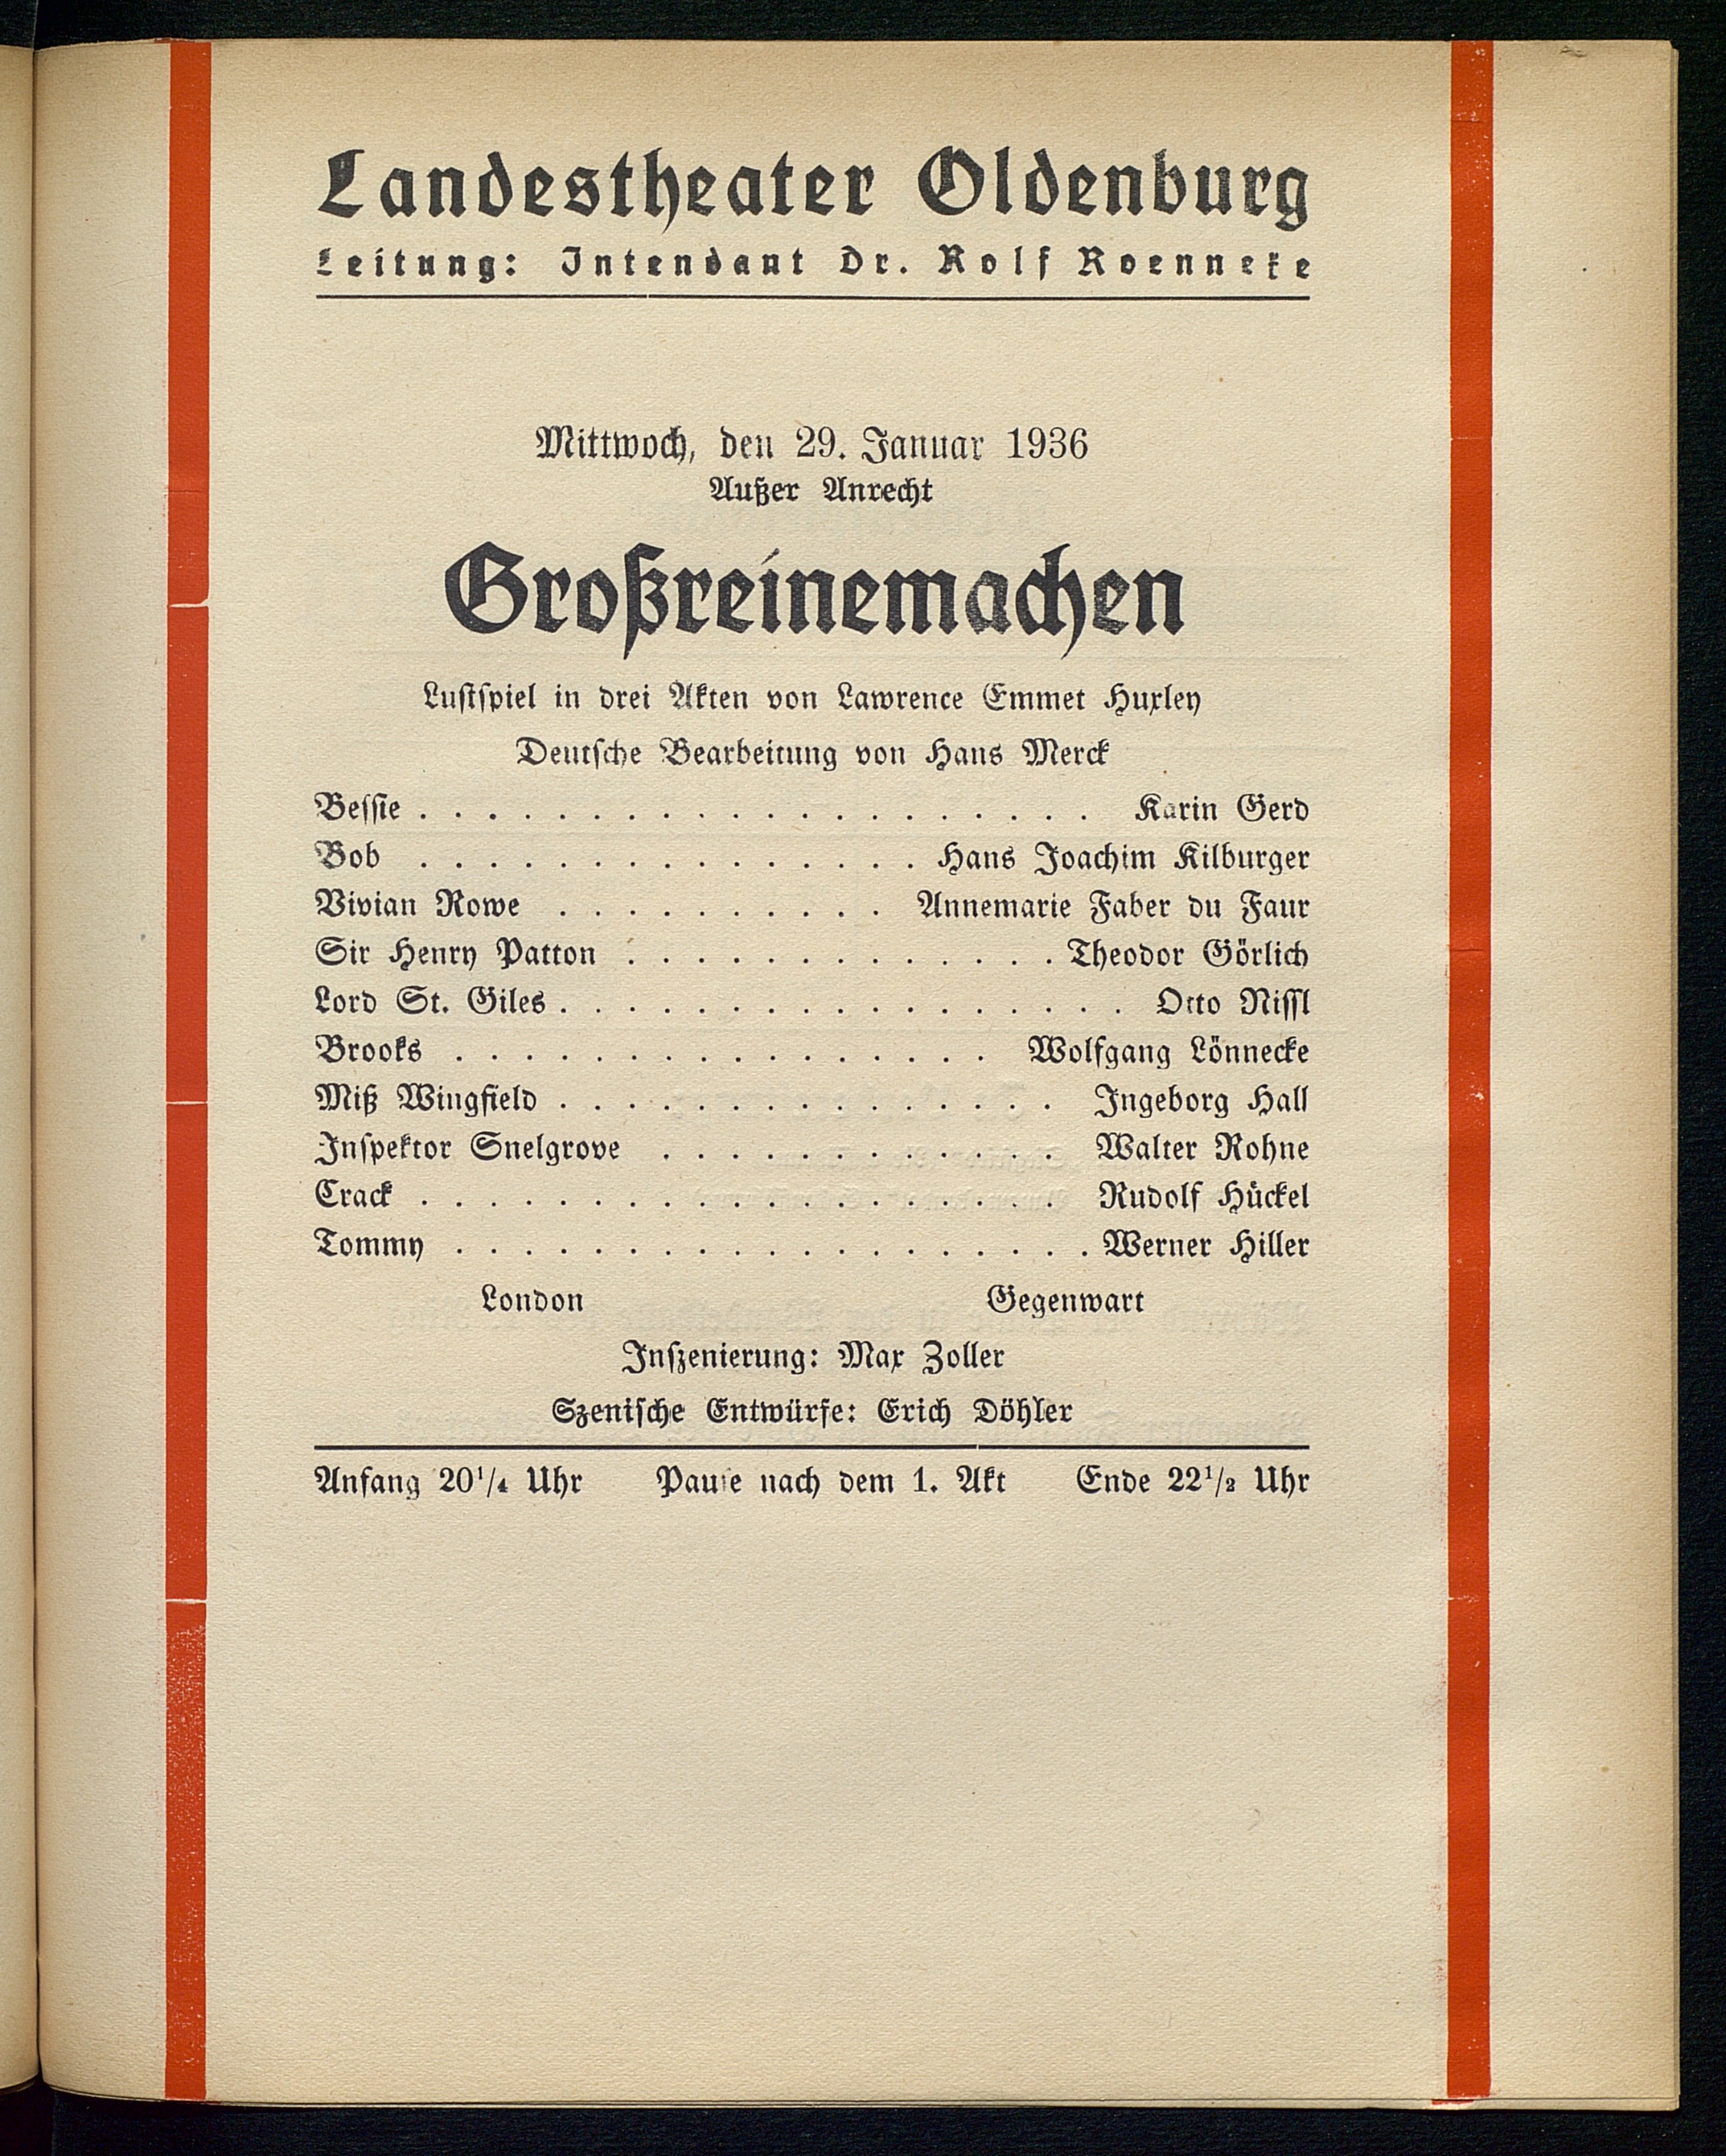 Landestheater Oldenburg
Leitung: Intendant Dr. Rolf Roenneke
Mittwoch, den 29. Januar 1936
Außer Anrecht
Großreinemachen
Lustspiel in drei Akten von Lawrence Emmet Huxley
Deutsche Bearbeitung von Hans Merck
Bessie . . . . . . . . . . . . . . . . . . . . Karin Gerd
Bob . . . . . . . . . . . . . . . Hans Joachim Kilburger
Vivian Rowe . . . . . . . . . . Annemarie Faber du Faur
Sir Henry Patton . . . . . . . . . . . . . Theodor Görlich
Lord St. Giles . . . . . . . . . . . . . . . . . Otto Nissl
Brooks . . . . . . . . . . . . . . . . Wolfgang Lönnecke
Miß Wingfield . . . . . . . . . . . . . . . Ingeborg Hall
Inspektor Snelgrove . . . . . . . . . . . . Walter Rohne
Crack . . . . . . . . . . . . . . . . . . . Rudolf Hückel
Tommy . . . . . . . . . . . . . . . . . . . Werner Hiller
London Gegenwart
Inszenierung: Max Zoller
Szenische Entwürfe: Erich Döhler
Anfang 20¹/₄ Uhr Pause nach dem 1. Akt Ende 22¹/₂ Uhr